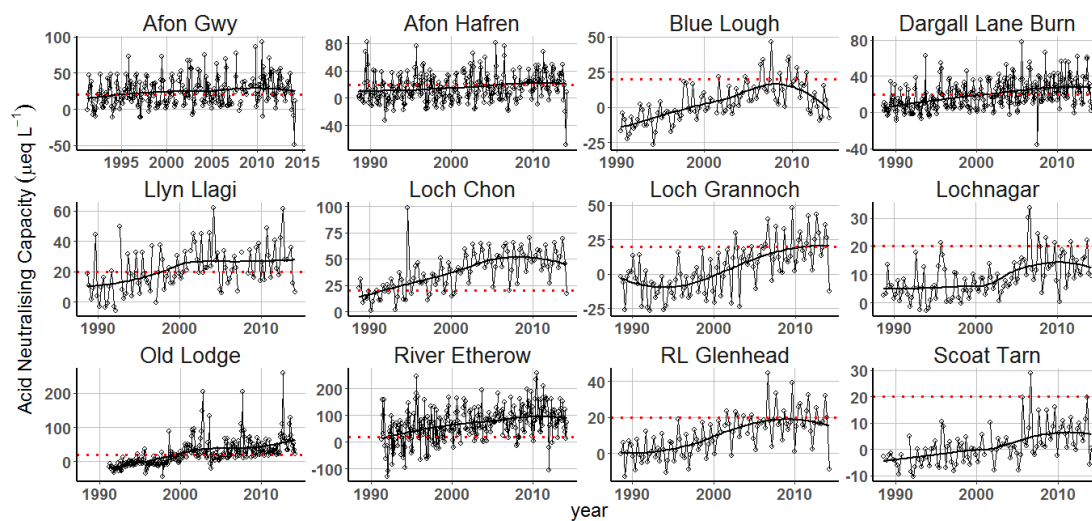 Afon Gwy Afon Hafren Blue Lough Dargall Lane Burn
100 50 0 -50
80 40 0 -40
50 25 0 -25
80 40 0 -40
1995 2000 2005 2010 2015
1990 2000 2010
1990 2000 2010
1990 2000 2010
Llyn Llagi Loch Chon Loch Grannoch Lochnagar
60 40 20 0
100 75 50 25 0
50 25 0 -25
30 20 10 0
1990 2000 2010
1990 2000 2010
1990 2000 2010
1990 2000 2010
Old Lodge River Etherow RL Glenhead Scoat Tarn
200 100 0
200 100 0 -100
40 20 0
30 20 10 0 -10
1990 2000 2010
1990 2000 2010
1990 2000 2010
1990 2000 2010
Acid Neutralising Capacity (µeq L⁻¹)
year